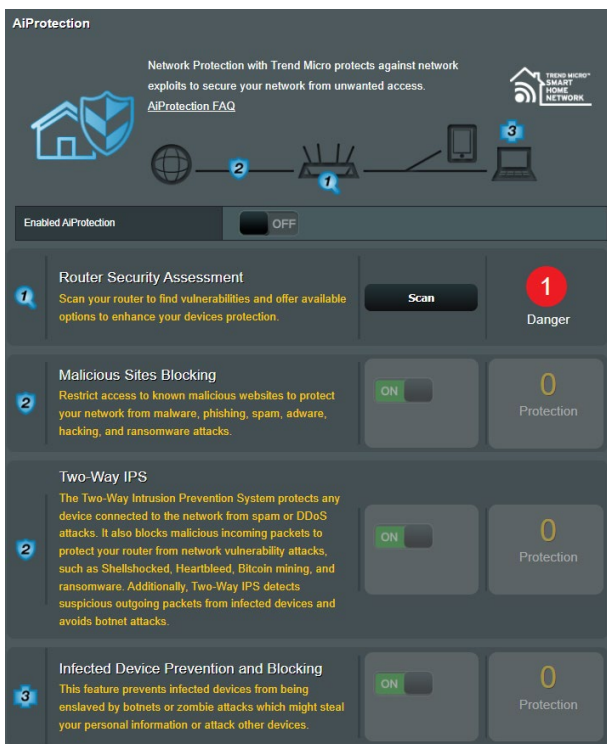 AiProtection
Network Protection with Trend Micro protects against network
exploits to secure your network from unwanted access.
AiProtection FAQ
TREND MICRO™
SMART
HOME
NETWORK
3
2
1
Enabled AiProtection
OFF
1
Router Security Assessment
Scan your router to find vulnerabilities and offer available
options to enhance your devices protection.
Scan
1
Danger
2
Malicious Sites Blocking
Restrict access to known malicious websites to protect
your network from malware, phishing, spam, adware,
hacking, and ransomware attacks.
ON
0
Protection
2
Two-Way IPS
The Two-Way Intrusion Prevention System protects any
device connected to the network from spam or DDoS
attacks. It also blocks malicious incoming packets to
protect your router from network vulnerability attacks,
such as Shellshocked, Heartbleed, Bitcoin mining, and
ransomware. Additionally, Two-Way IPS detects
suspicious outgoing packets from infected devices and
avoids botnet attacks.
ON
0
Protection
3
Infected Device Prevention and Blocking
This feature prevents infected devices from being
enslaved by botnets or zombie attacks which might steal
your personal information or attack other devices.
ON
0
Protection